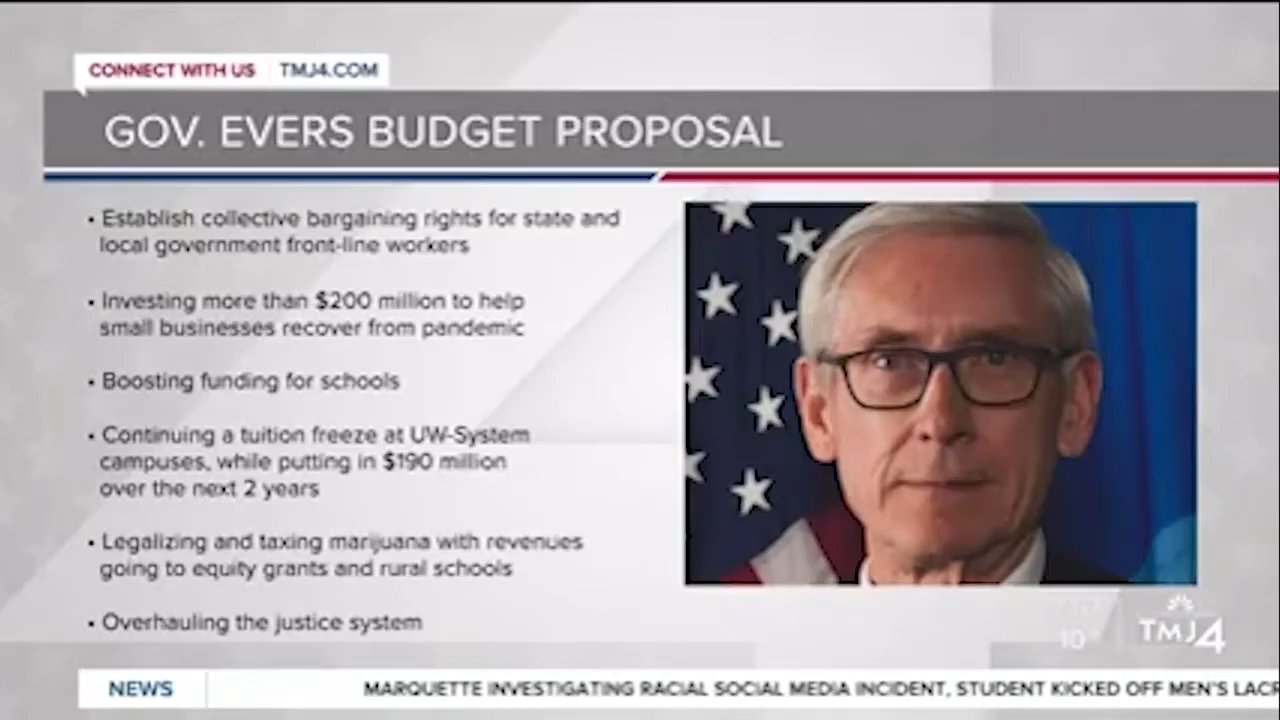 CONNECT WITH US TMJ4.COM
GOV. EVERS BUDGET PROPOSAL
• Establish collective bargaining rights for state and
local government front-line workers
• Investing more than $200 million to help
small businesses recover from pandemic
• Boosting funding for schools
• Continuing a tuition freeze at UW-System
campuses, while putting in $190 million
over the next 2 years
• Legalizing and taxing marijuana with revenues
going to equity grants and rural schools
• Overhauling the justice system
10
TMJ4
NEWS MARQUETTE INVESTIGATING RACIAL SOCIAL MEDIA INCIDENT, STUDENT KICKED OFF MEN'S